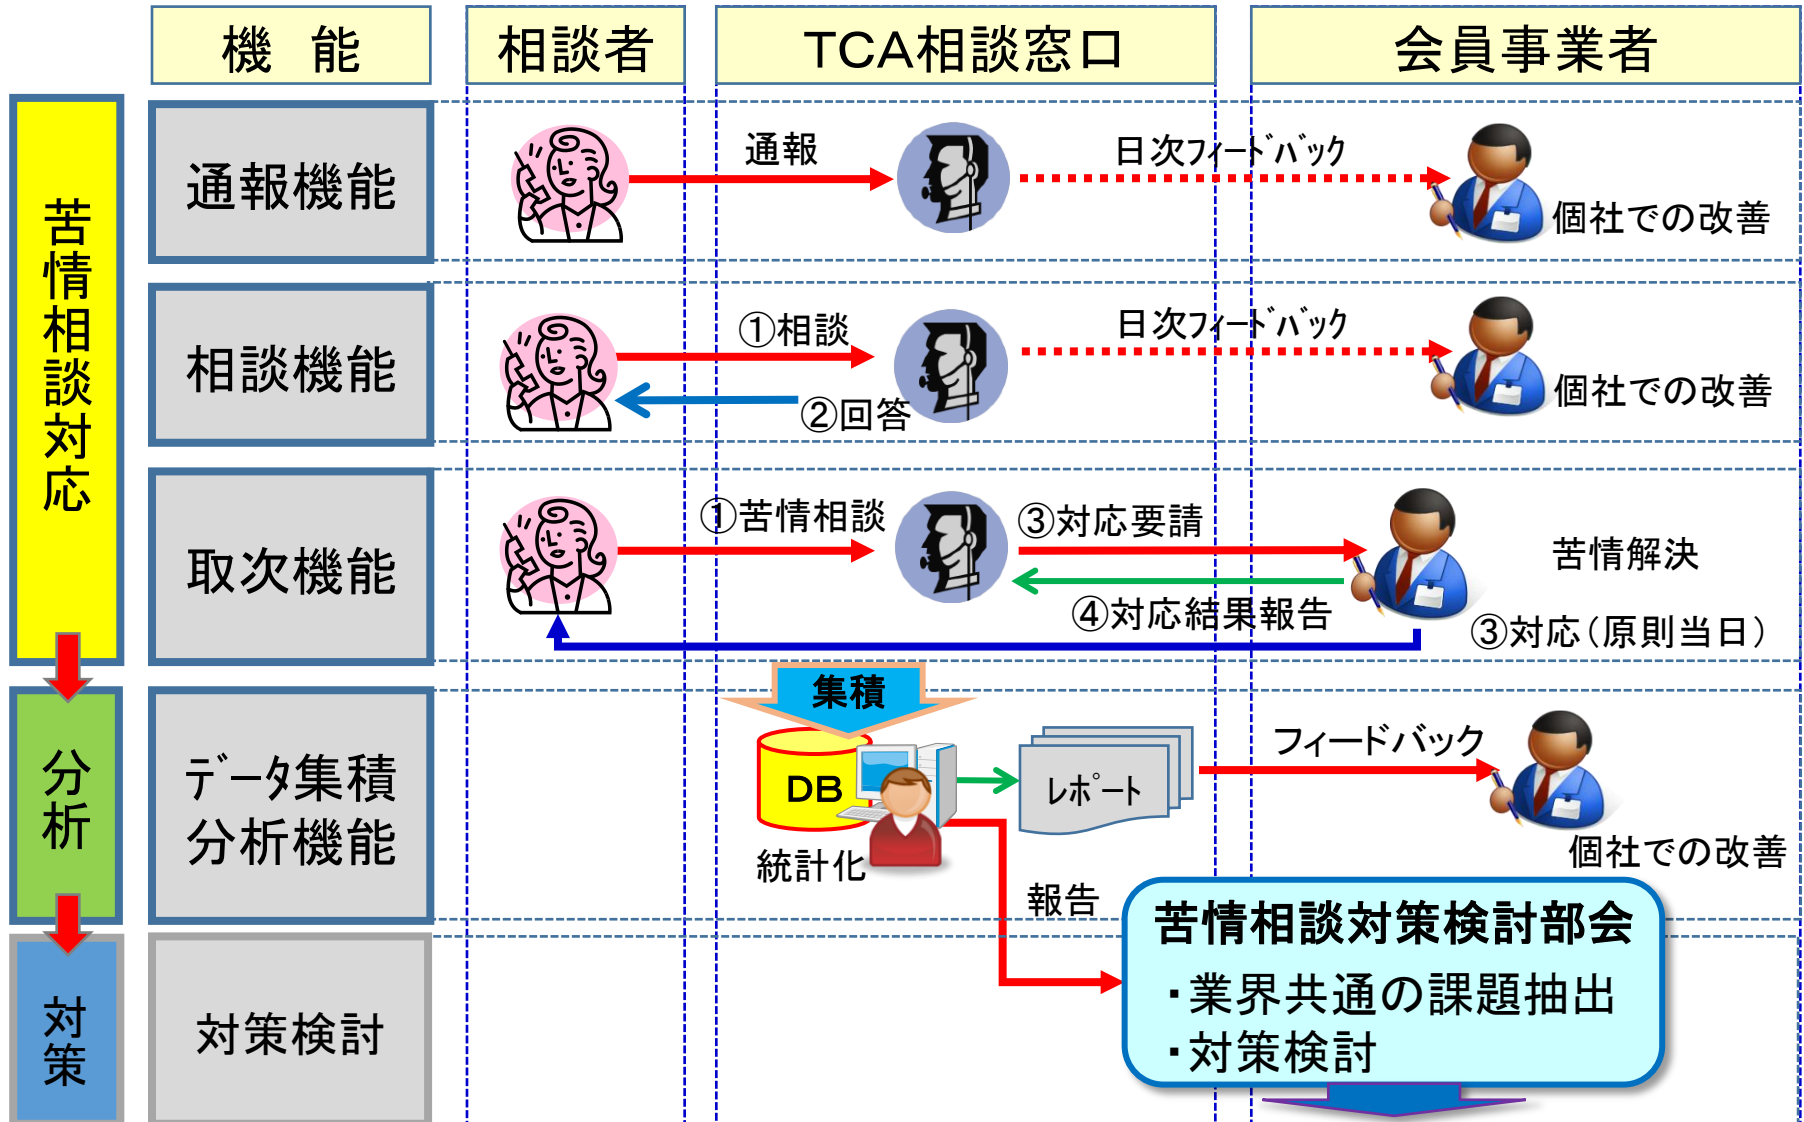 機　能
相談者
TCA相談窓口
会員事業者
苦情相談対応
通報機能
通報
日次フィードバック
個社での改善
相談機能
①相談
②回答
日次フィードバック
個社での改善
取次機能
①苦情相談
③対応要請
④対応結果報告
苦情解決
③対応（原則当日）
分析
データ集積
分析機能
集積
DB
統計化
レポート
フィードバック
個社での改善
報告
対策
対策検討
苦情相談対策検討部会
・業界共通の課題抽出
・対策検討